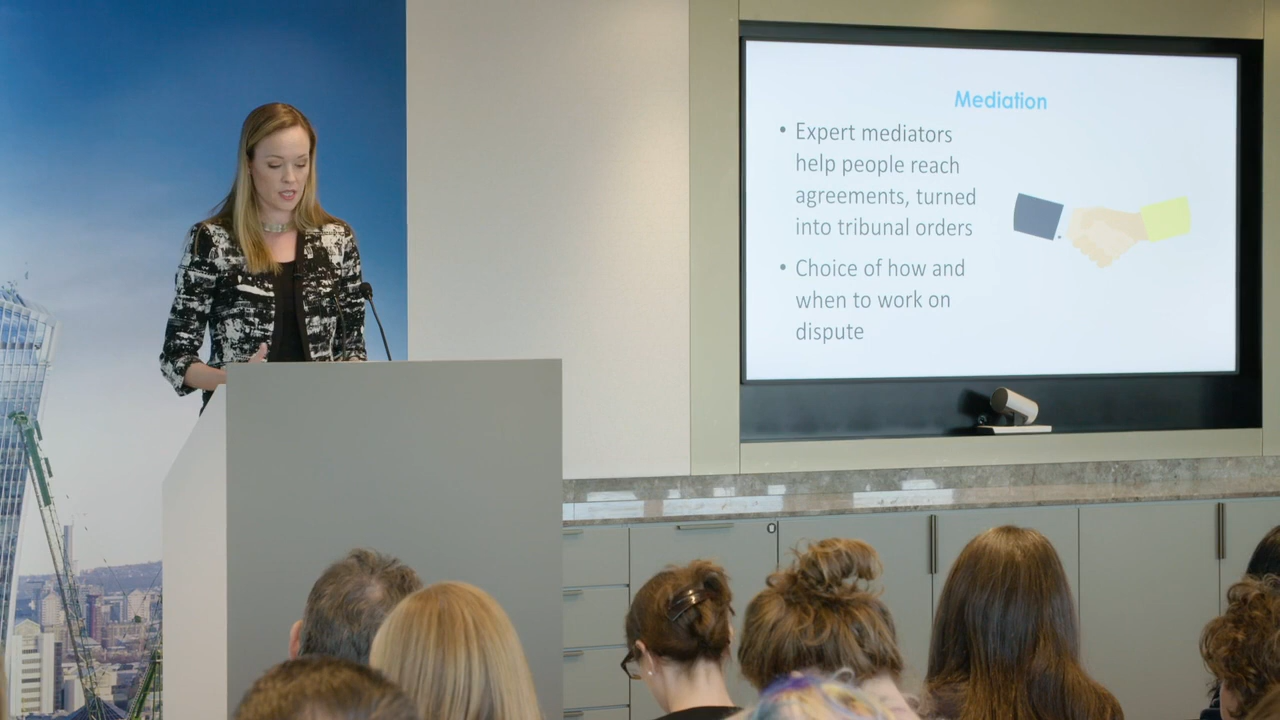 Mediation
• Expert mediators
help people reach
agreements, turned
into tribunal orders
• Choice of how and
when to work on
dispute